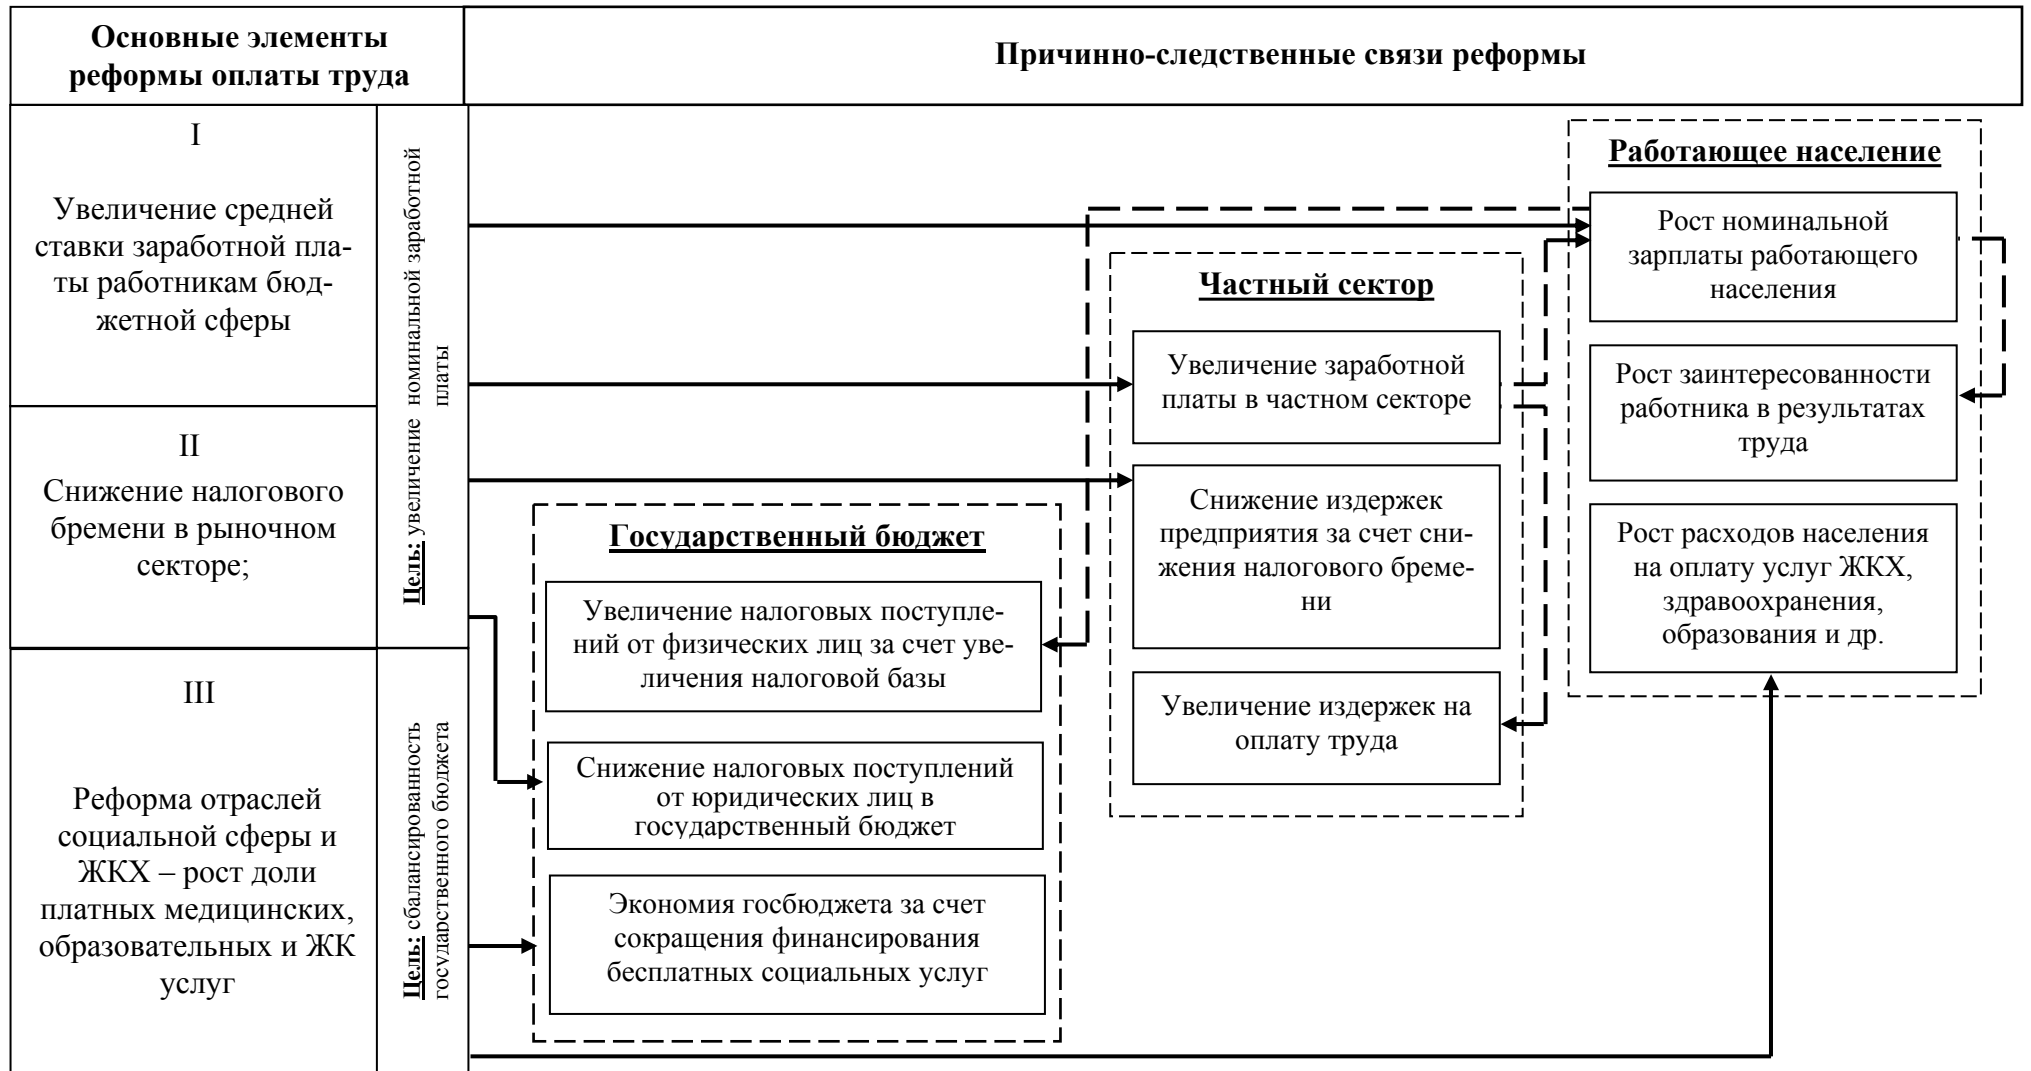 Основные элементы
реформы оплаты труда
Причинно-следственные связи реформы
I
Увеличение средней
ставки заработной пла-
ты работникам бюд-
жетной сферы
II
Снижение налогового
бремени в рыночном
секторе;
III
Реформа отраслей
социальной сферы и
ЖКХ – рост доли
платных медицинских,
образовательных и ЖК
услуг
Цель: увеличение номинальной заработной
платы
Цель: сбалансированность
государственного бюджета
Государственный бюджет
Увеличение налоговых поступле-
ний от физических лиц за счет уве-
личения налоговой базы
Снижение налоговых поступлений
от юридических лиц в
государственный бюджет
Экономия госбюджета за счет
сокращения финансирования
бесплатных социальных услуг
Частный сектор
Увеличение заработной
платы в частном секторе
Снижение издержек
предприятия за счет сни-
жения налогового бреме-
ни
Увеличение издержек на
оплату труда
Работающее население
Рост номинальной
зарплаты работающего
населения
Рост заинтересованности
работника в результатах
труда
Рост расходов населения
на оплату услуг ЖКХ,
здравоохранения,
образования и др.